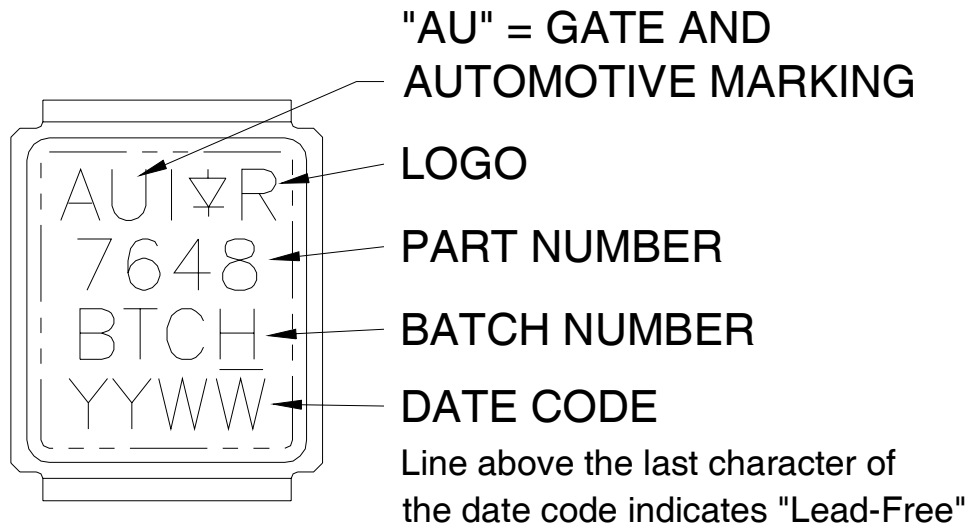 "AU" = GATE AND
AUTOMOTIVE MARKING
AUI R
LOGO
7648
PART NUMBER
BTCH
BATCH NUMBER
YYWW̅
DATE CODE
Line above the last character of
the date code indicates "Lead-Free"